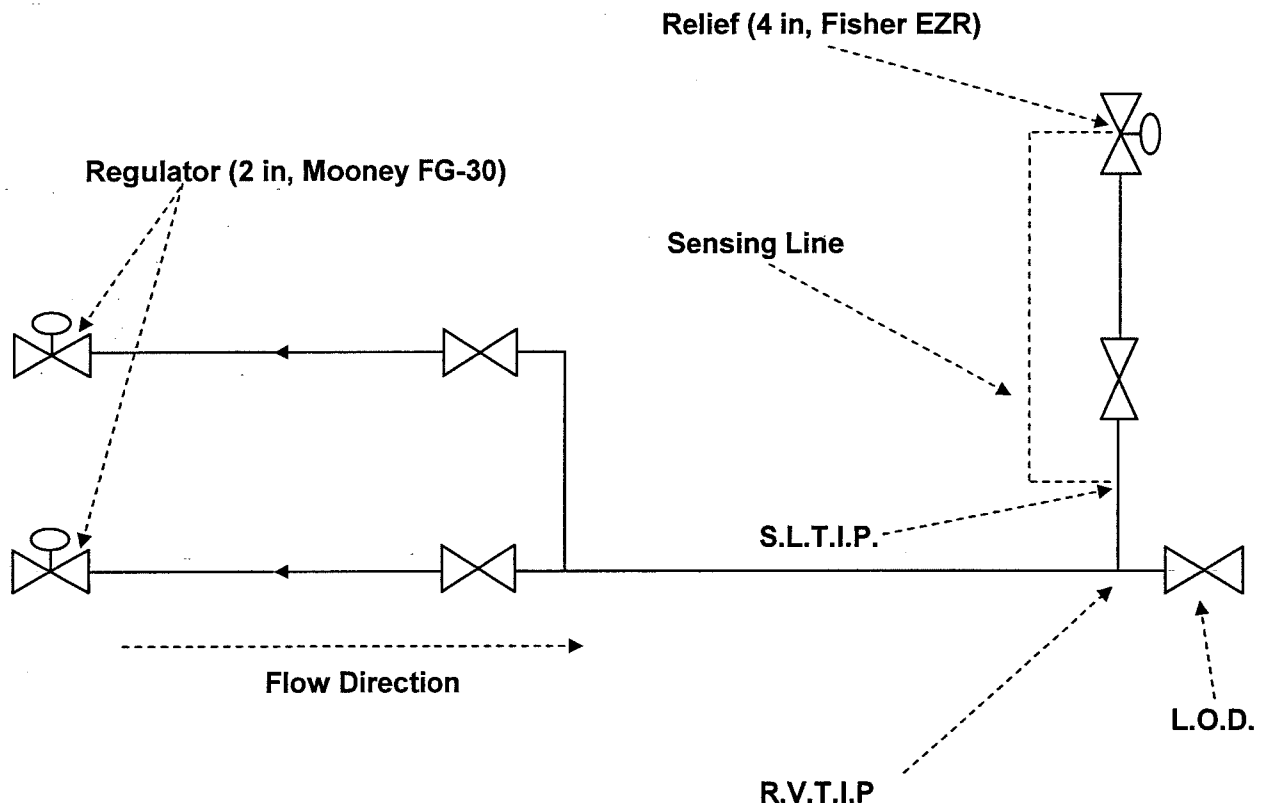 Relief (4 in, Fisher EZR)
Regulator (2 in, Mooney FG-30)
Sensing Line
S.L.T.I.P.
Flow Direction
L.O.D.
R.V.T.I.P